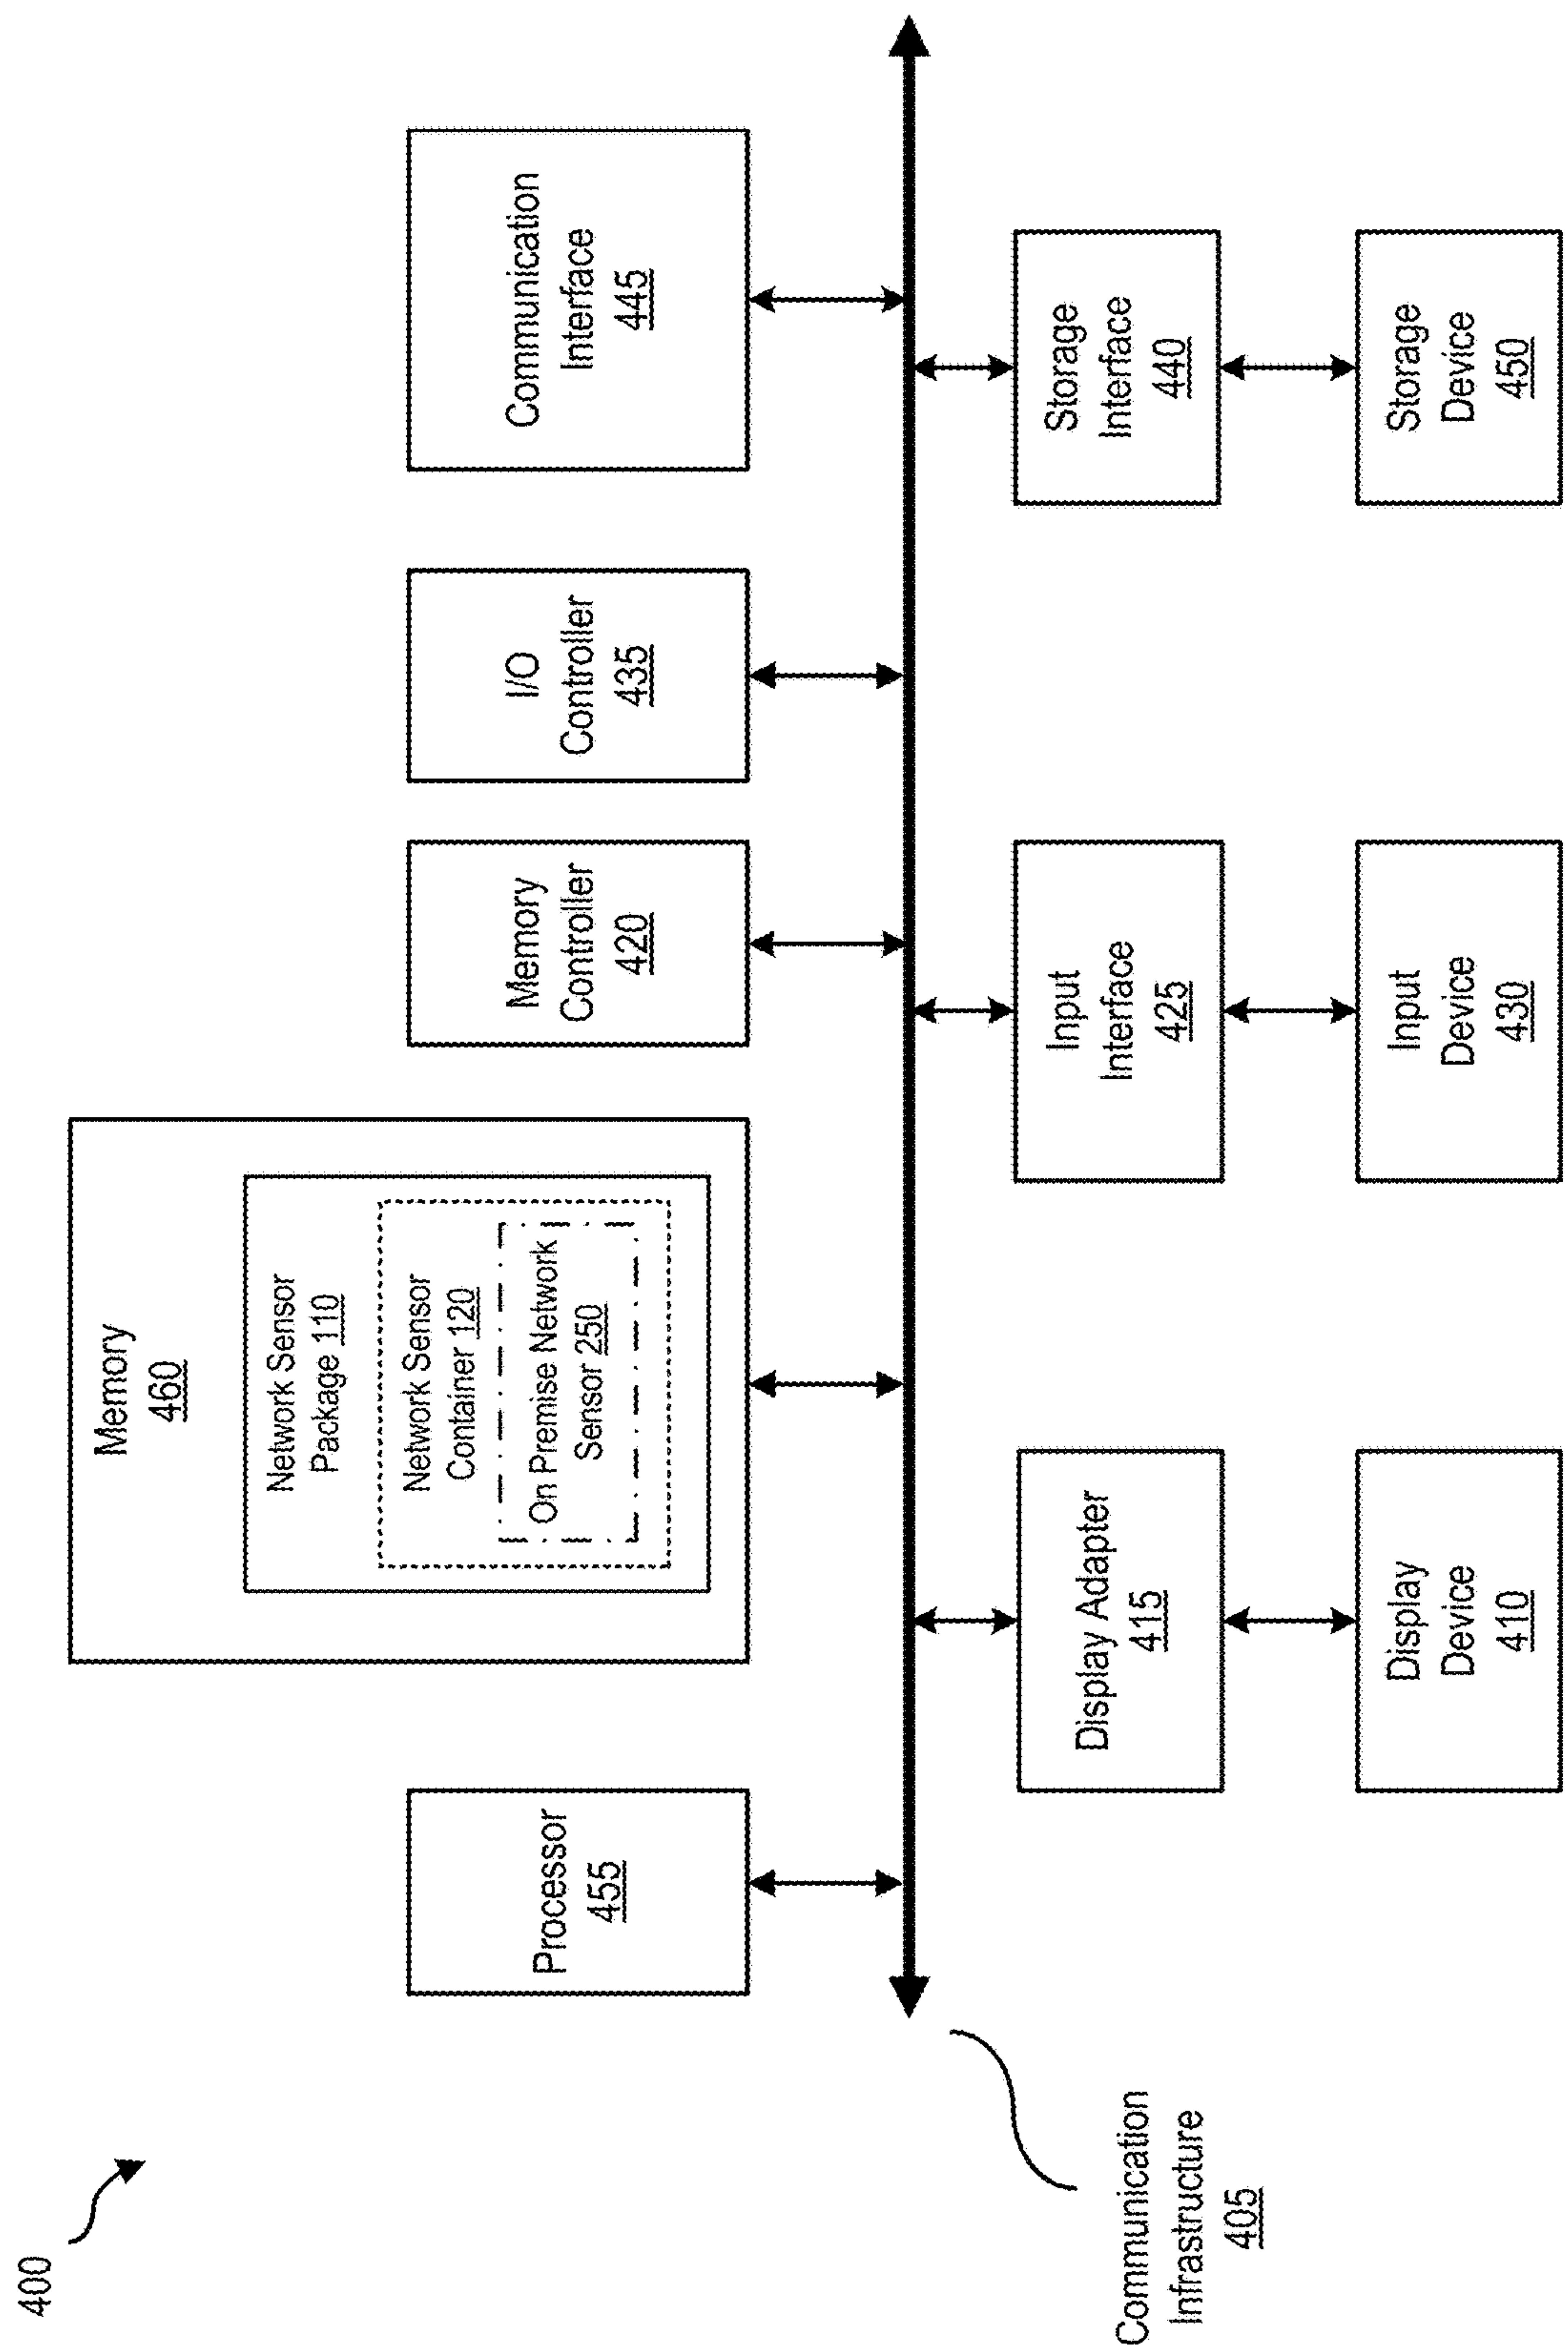 400
Processor
455
Memory
460
Network Sensor
Package 110
Network Sensor
Container 120
On Premise Network
Sensor 250
Memory
Controller
420
I/O
Controller
435
Communication
Interface
445
Communication
Infrastructure
405
Display Adapter
415
Input
Interface
425
Storage
Interface
440
Display
Device
410
Input
Device
430
Storage
Device
450